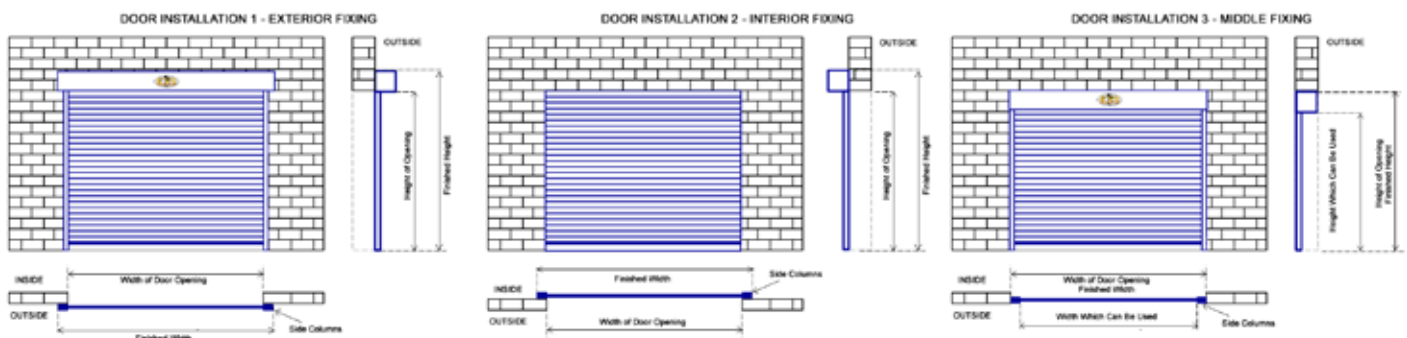 DOOR INSTALLATION 1 - EXTERIOR FIXING
OUTSIDE
Height of Opening
Finished Height
INSIDE
Width of Door Opening
OUTSIDE
Side Columns
Finished Width
DOOR INSTALLATION 2 - INTERIOR FIXING
OUTSIDE
Height of Opening
Finished Height
Finished Width
Side Columns
INSIDE
OUTSIDE
Width of Door Opening
DOOR INSTALLATION 3 - MIDDLE FIXING
OUTSIDE
Height Which Can Be Used
Height of Opening
Finished Height
INSIDE
Width of Door Opening
Finished Width
OUTSIDE
Width Which Can Be Used
Side Columns